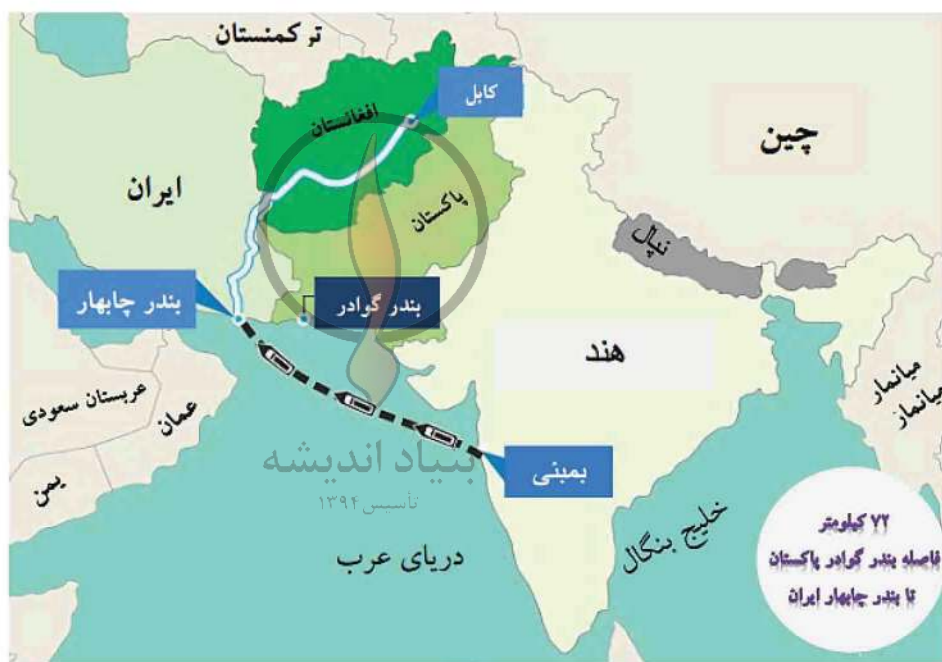 ترکمنستان
کابل
افغانستان
چین
ایران
پاکستان
نپال
بندر چابهار
بندر گوادر
هند
میانمار
میانماز
عربستان سعودی
عمان
یمن
بمبئی
بنیاد اندیشه
تأسیس ۱۳۹۴
خلیج بنگال
دریای عرب
۷۲ کیلومتر
فاصله بندر گوادر پاکستان
تا بندر چابهار ایران